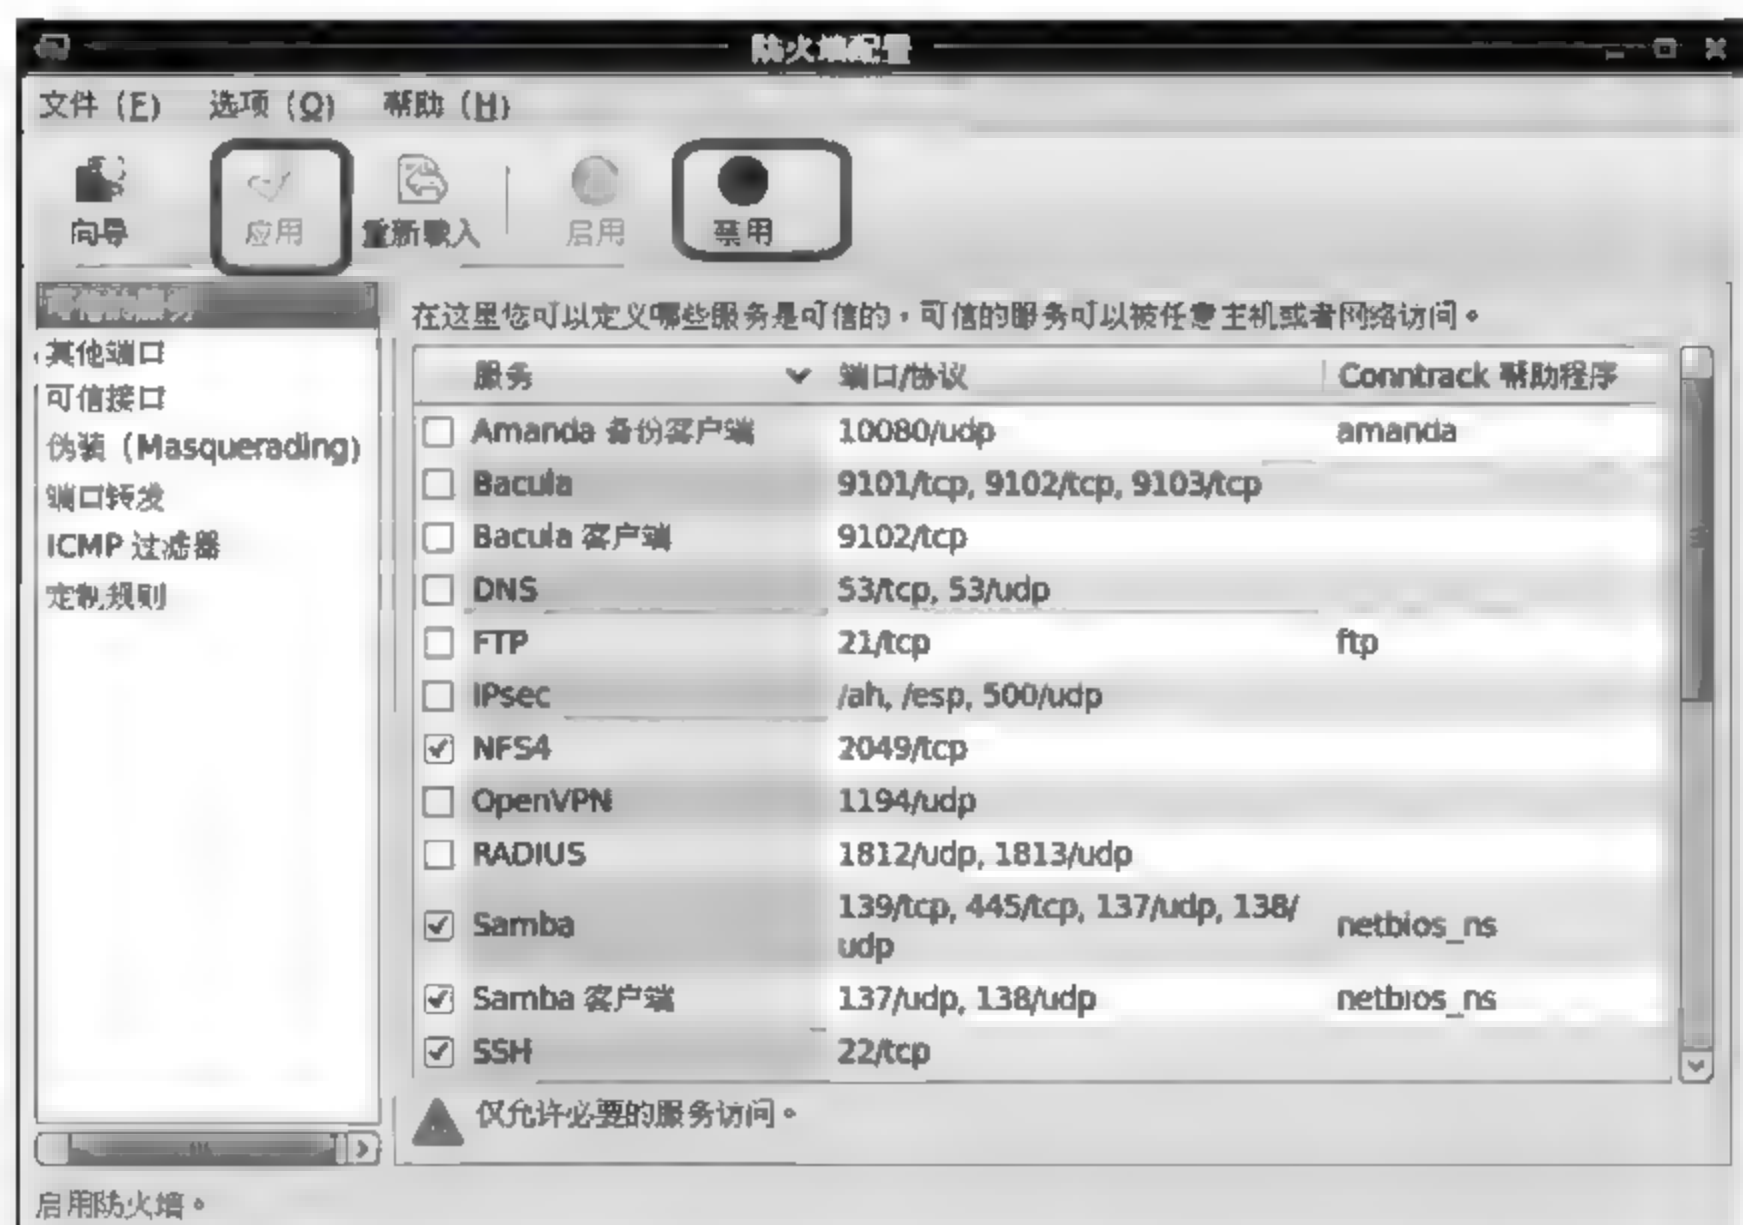 防火墙配置
文件 (F) 选项 (O) 帮助 (H)
向导 应用 重新载入 启用 禁用
可信的服务
其他端口
可信接口
伪装 (Masquerading)
端口转发
ICMP 过滤器
定制规则
在这里您可以定义哪些服务是可信的，可信的服务可以被任意主机或者网络访问。
服务 端口/协议 Conntrack 帮助程序
Amanda 备份客户端 10080/udp amanda
Bacula 9101/tcp, 9102/tcp, 9103/tcp
Bacula 客户端 9102/tcp
DNS 53/tcp, 53/udp
FTP 21/tcp ftp
IPsec /ah, /esp, 500/udp
NFS4 2049/tcp
OpenVPN 1194/udp
RADIUS 1812/udp, 1813/udp
Samba 139/tcp, 445/tcp, 137/udp, 138/
udp netbios_ns
Samba 客户端 137/udp, 138/udp netbios_ns
SSH 22/tcp
仅允许必要的服务访问。
启用防火墙。